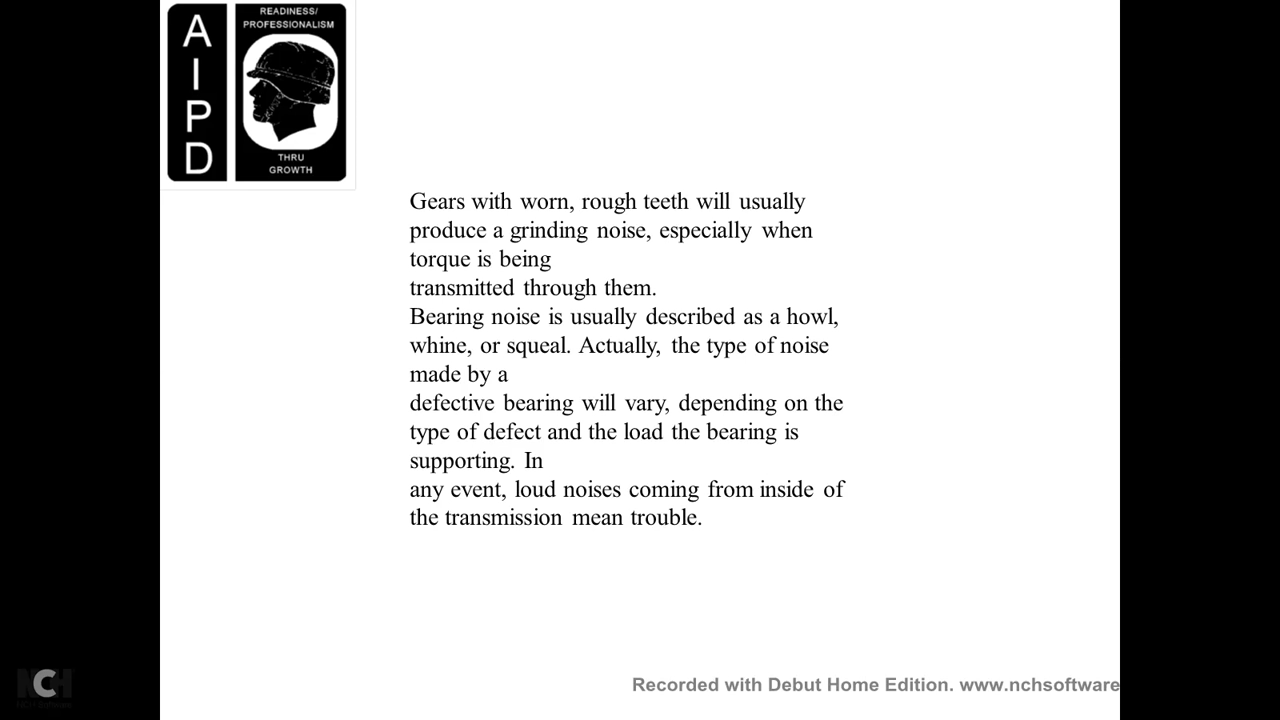 A
I
P
D
READINESS/
PROFESSIONALISM
THRU
GROWTH
Gears with worn, rough teeth will usually
produce a grinding noise, especially when
torque is being
transmitted through them.
Bearing noise is usually described as a howl,
whine, or squeal. Actually, the type of noise
made by a
defective bearing will vary, depending on the
type of defect and the load the bearing is
supporting. In
any event, loud noises coming from inside of
the transmission mean trouble.
NCH
NCH Software
Recorded with Debut Home Edition. www.nchsoftware